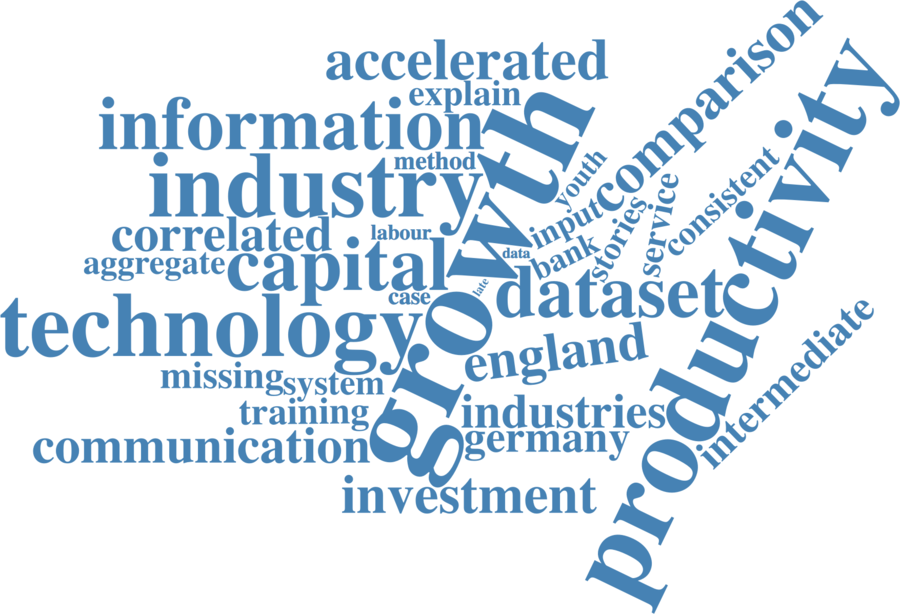 accelerated
explain
information
growth
comparison
productivity
method
industry
youth
consistent
service
stories
input
correlated
labour
data
bank
aggregate
capital
case
late
dataset
technology
england
intermediate
missing
system
training
industries
communication
germany
investment